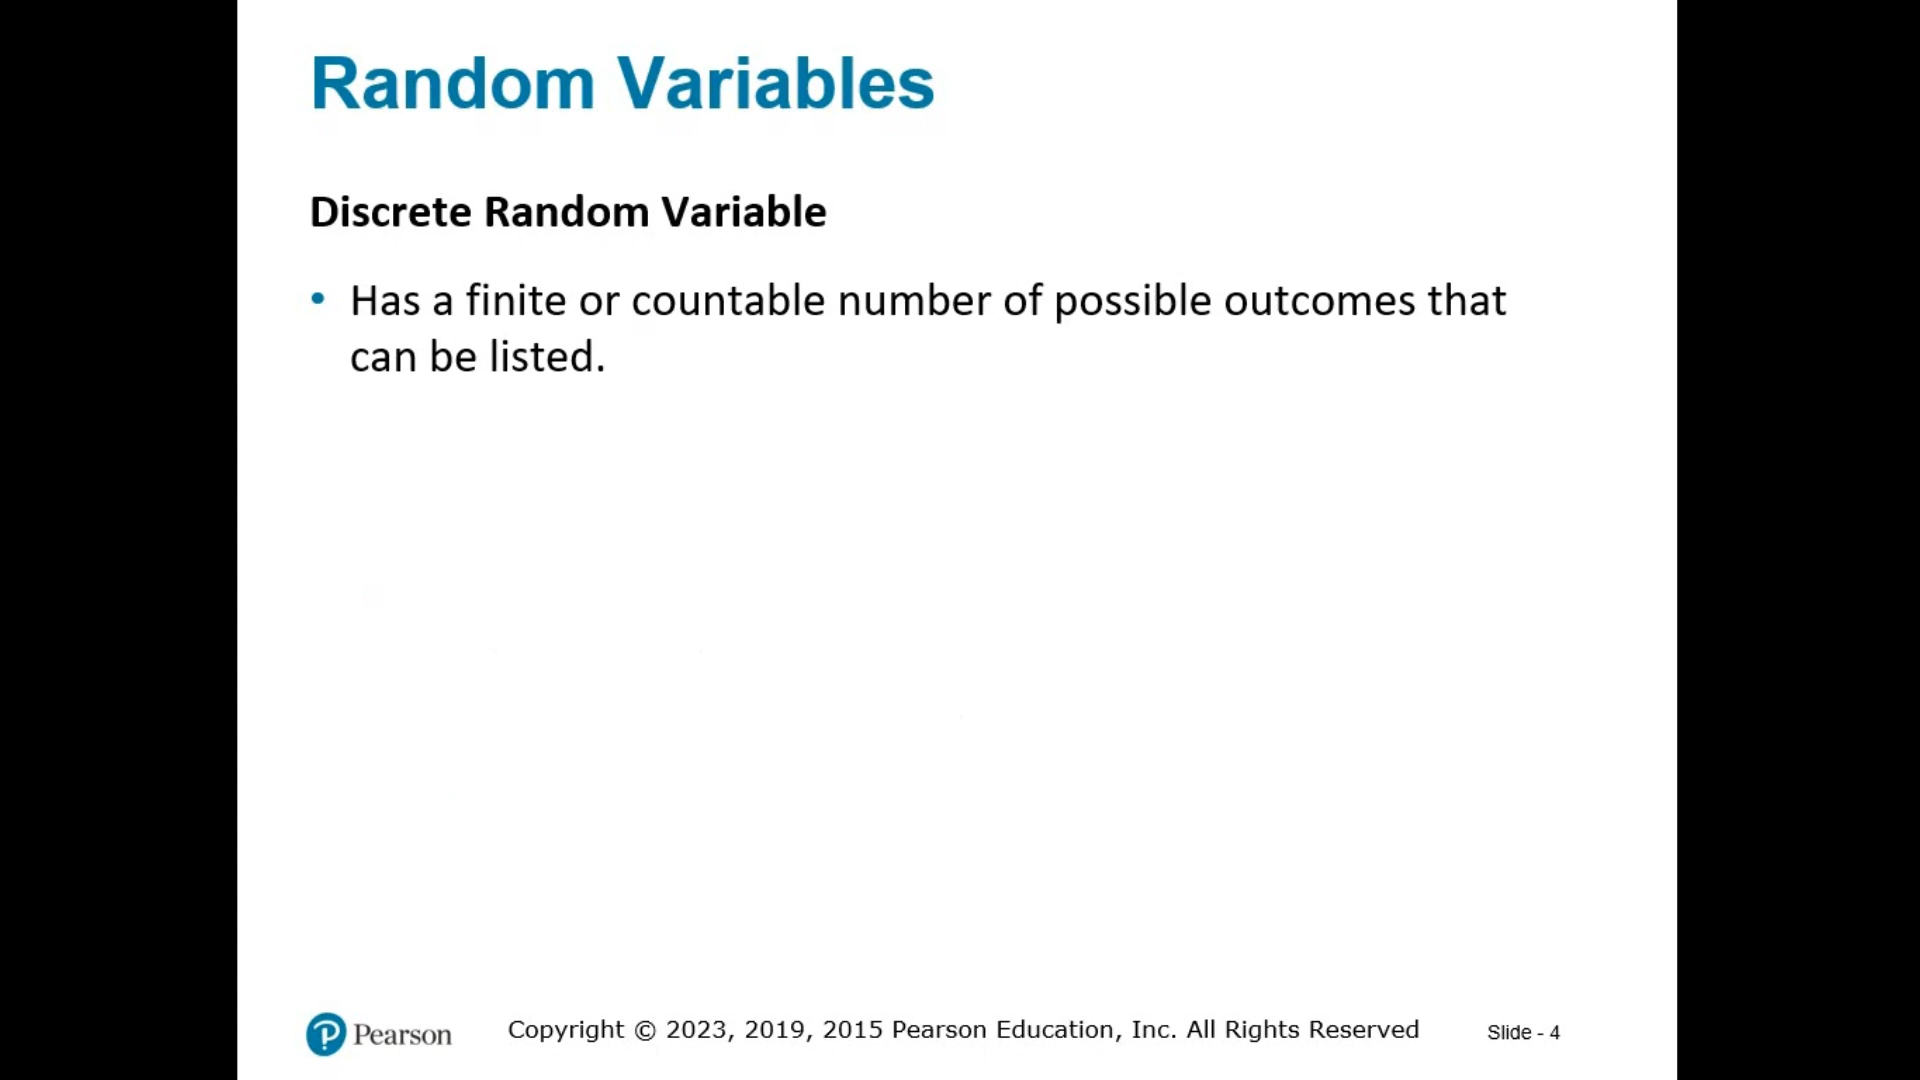 Random Variables
Discrete Random Variable
• Has a finite or countable number of possible outcomes that
can be listed.
Pearson
Copyright © 2023, 2019, 2015 Pearson Education, Inc. All Rights Reserved
Slide - 4